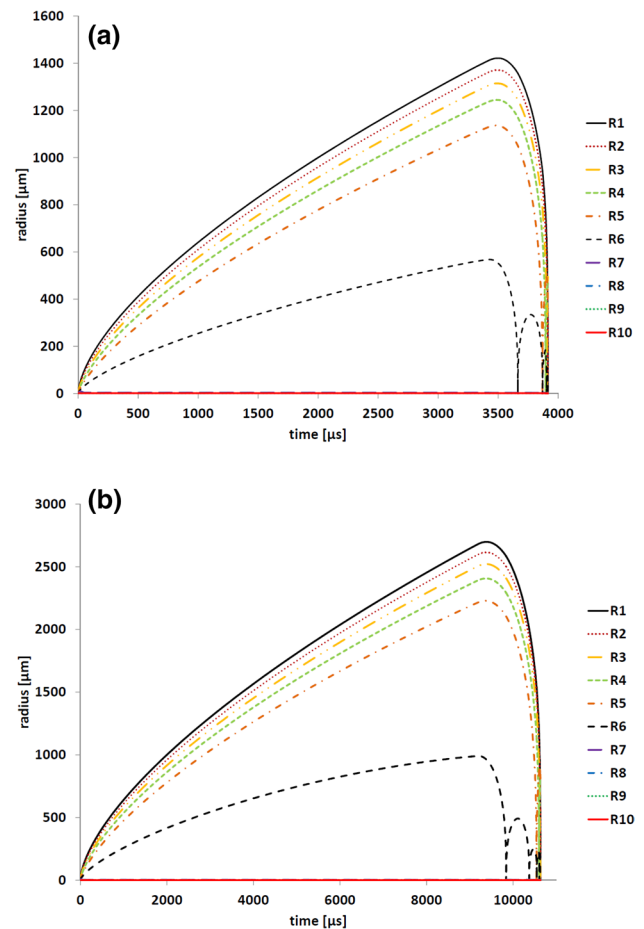 (a)
1600
1400
1200
1000
800
600
400
200
0
radius [µm]
0 500 1000 1500 2000 2500 3000 3500 4000
time [µs]
R1
R2
R3
R4
R5
R6
R7
R8
R9
R10
(b)
3000
2500
2000
1500
1000
500
0
radius [µm]
0 2000 4000 6000 8000 10000
time [µs]
R1
R2
R3
R4
R5
R6
R7
R8
R9
R10